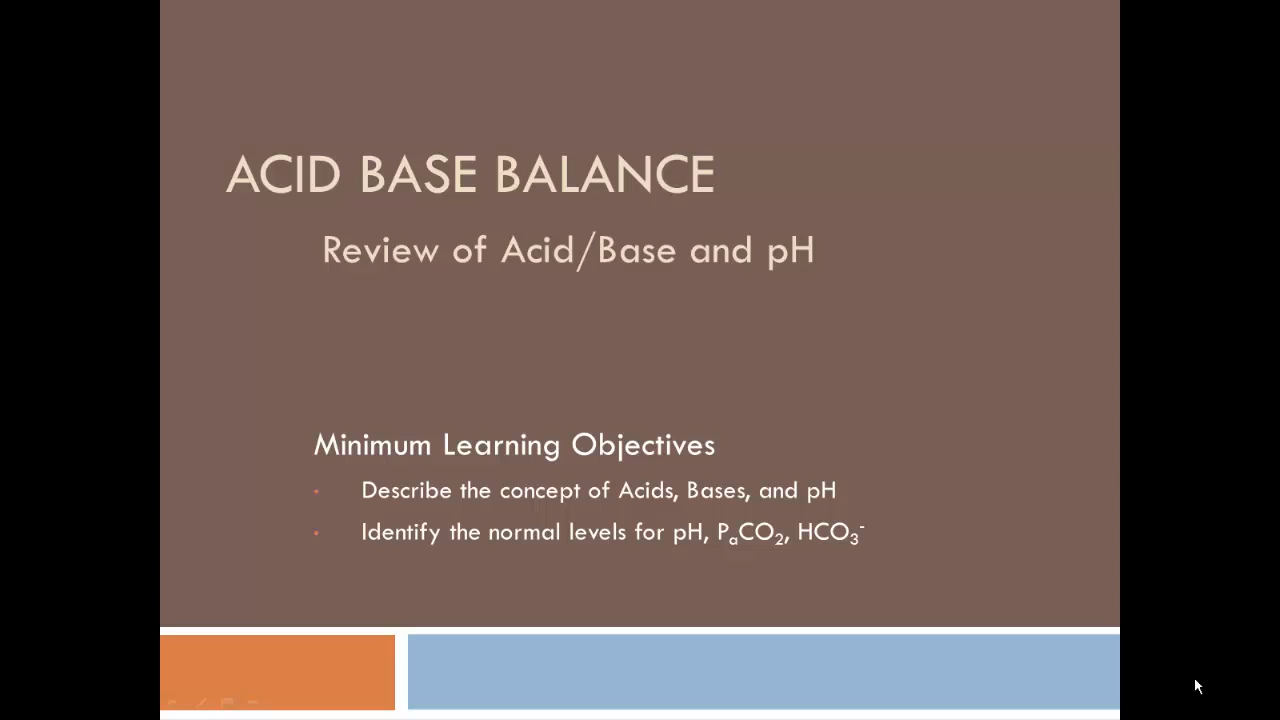 ACID BASE BALANCE
Review of Acid/Base and pH
Minimum Learning Objectives
• Describe the concept of Acids, Bases, and pH
• Identify the normal levels for pH, PₐCO₂, HCO₃⁻